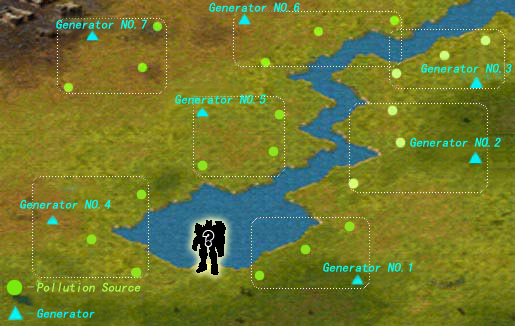 Generator NO.6
Generator NO.7
Generator NO.3
Generator NO.5
Generator NO.2
Generator NO.4
?
Generator NO.1
-Pollution Source
Generator